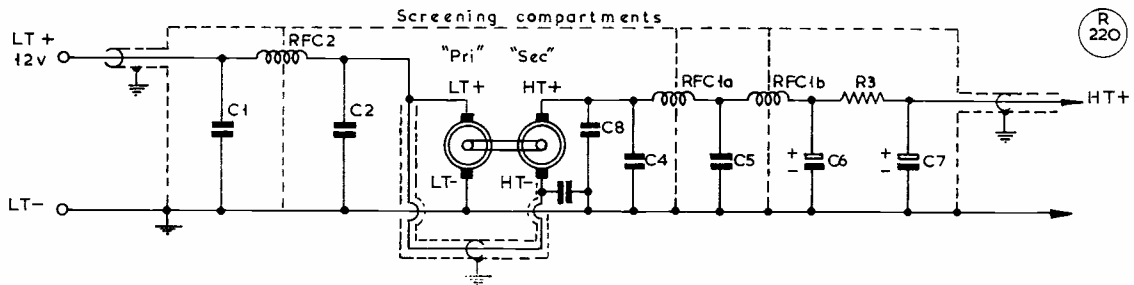 Screening compartments
R
220
LT+
12v
RFC2
"Pri" "Sec"
LT+ HT+
RFC1a
RFC1b
R3
HT+
C1
C2
C8
C4
C5
+
-
C6
+
-
C7
LT- HT-
LT-